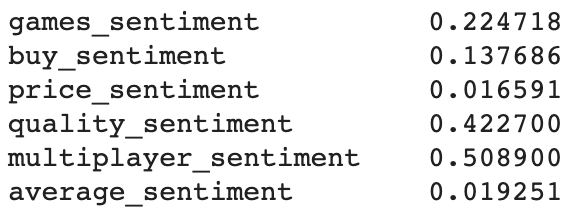 games_sentiment 0.224718
buy_sentiment 0.137686
price_sentiment 0.016591
quality_sentiment 0.422700
multiplayer_sentiment 0.508900
average_sentiment 0.019251